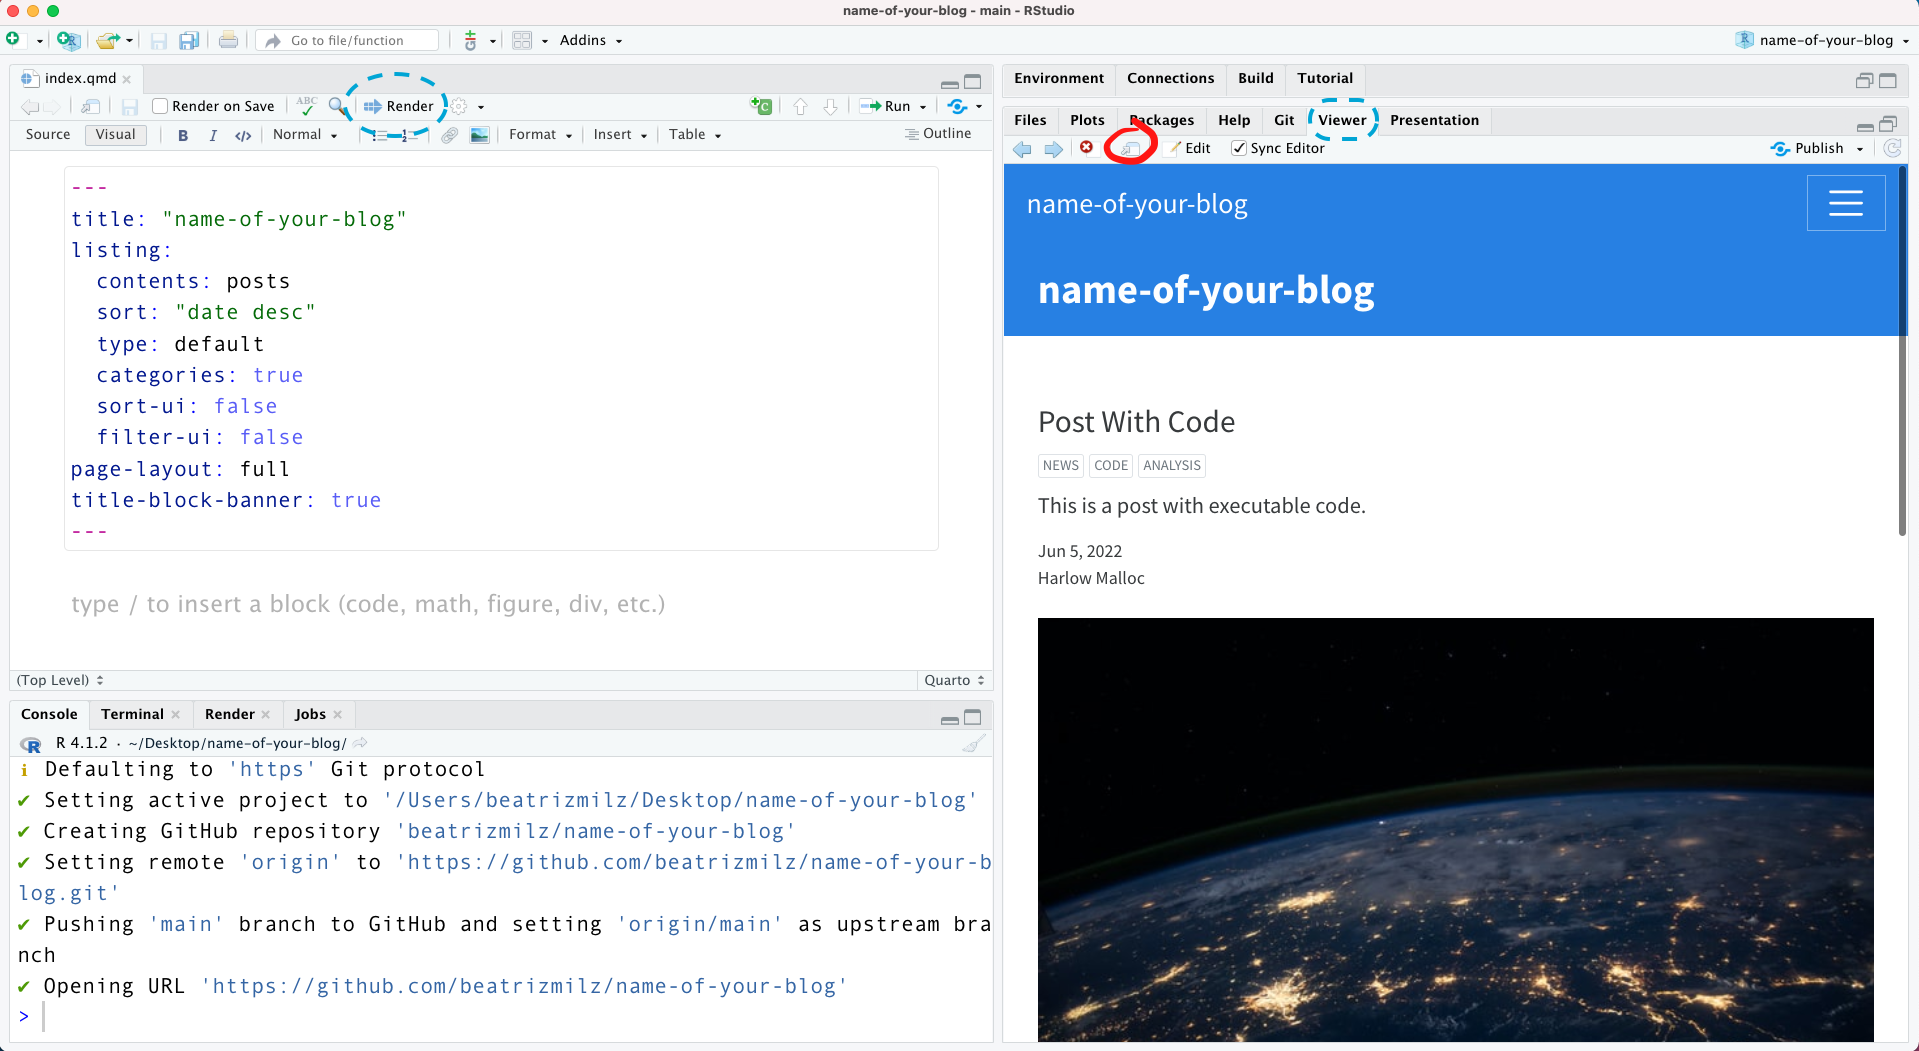 name-of-your-blog - main - RStudio
Go to file/function
Addins
name-of-your-blog
index.qmd
Render on Save
ABC
Render
Run
Source
Visual
B
I
</>
Normal
Format
Insert
Table
Outline
---
title: "name-of-your-blog"
listing:
contents: posts
sort: "date desc"
type: default
categories: true
sort-ui: false
filter-ui: false
page-layout: full
title-block-banner: true
---
type / to insert a block (code, math, figure, div, etc.)
(Top Level)
Quarto
Console
Terminal
Render
Jobs
R 4.1.2 · ~/Desktop/name-of-your-blog/
i Defaulting to 'https' Git protocol
✔ Setting active project to '/Users/beatrizmilz/Desktop/name-of-your-blog'
✔ Creating GitHub repository 'beatrizmilz/name-of-your-blog'
✔ Setting remote 'origin' to 'https://github.com/beatrizmilz/name-of-your-b
log.git'
✔ Pushing 'main' branch to GitHub and setting 'origin/main' as upstream bra
nch
✔ Opening URL 'https://github.com/beatrizmilz/name-of-your-blog'
>
Environment
Connections
Build
Tutorial
Files
Plots
Packages
Help
Git
Viewer
Presentation
Edit
Sync Editor
Publish
name-of-your-blog
name-of-your-blog
Post With Code
NEWS
CODE
ANALYSIS
This is a post with executable code.
Jun 5, 2022
Harlow Malloc